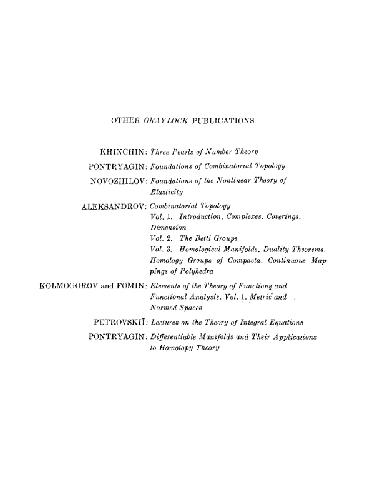 OTHER GRAYLOCK PUBLICATIONS
KHINCHIN: Three Pearls of Number Theory
PONTRYAGIN: Foundations of Combinatorial Topology
NOVOZHILOV: Foundations of the Nonlinear Theory of
Elasticity
ALEKSANDROV: Combinatorial Topology
Vol. 1. Introduction, Complexes, Coverings,
Dimension
Vol. 2. The Betti Groups
Vol. 3. Homological Manifolds, Duality Theorems,
Homology Groups of Compacta, Continuous Map
pings of Polyhedra
KOLMOGOROV and FOMIN: Elements of the Theory of Functions and
Functional Analysis, Vol. 1. Metric and
Normed Spaces
PETROVSKIĬ: Lectures on the Theory of Integral Equations
PONTRYAGIN: Differentiable Manifolds and Their Applications
to Homotopy Theory